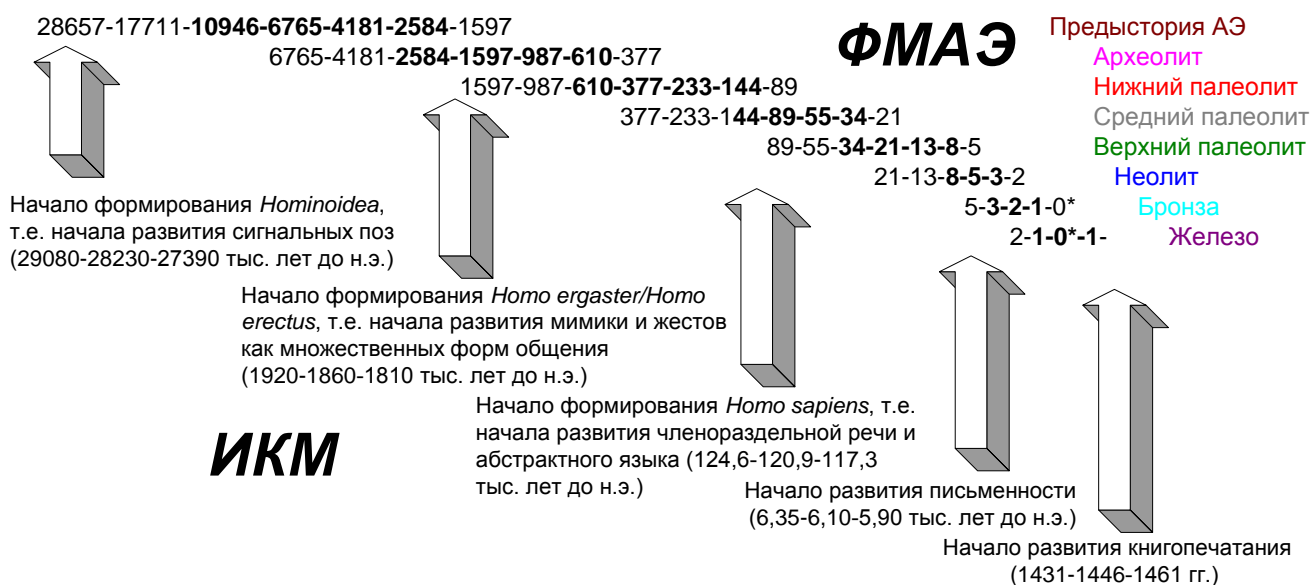 28657-17711-10946-6765-4181-2584-1597
6765-4181-2584-1597-987-610-377
1597-987-610-377-233-144-89
377-233-144-89-55-34-21
89-55-34-21-13-8-5
21-13-8-5-3-2
5-3-2-1-0*
2-1-0*-1-
ФМАЭ
Предыстория АЭ
Археолит
Нижний палеолит
Средний палеолит
Верхний палеолит
Неолит
Бронза
Железо
Начало формирования Hominoidea,
т.е. начала развития сигнальных поз
(29080-28230-27390 тыс. лет до н.э.)
Начало формирования Homo ergaster/Homo
erectus, т.е. начала развития мимики и жестов
как множественных форм общения
(1920-1860-1810 тыс. лет до н.э.)
Начало формирования Homo sapiens, т.е.
начала развития членораздельной речи и
абстрактного языка (124,6-120,9-117,3
тыс. лет до н.э.)
ИКМ
Начало развития письменности
(6,35-6,10-5,90 тыс. лет до н.э.)
Начало развития книгопечатания
(1431-1446-1461 гг.)